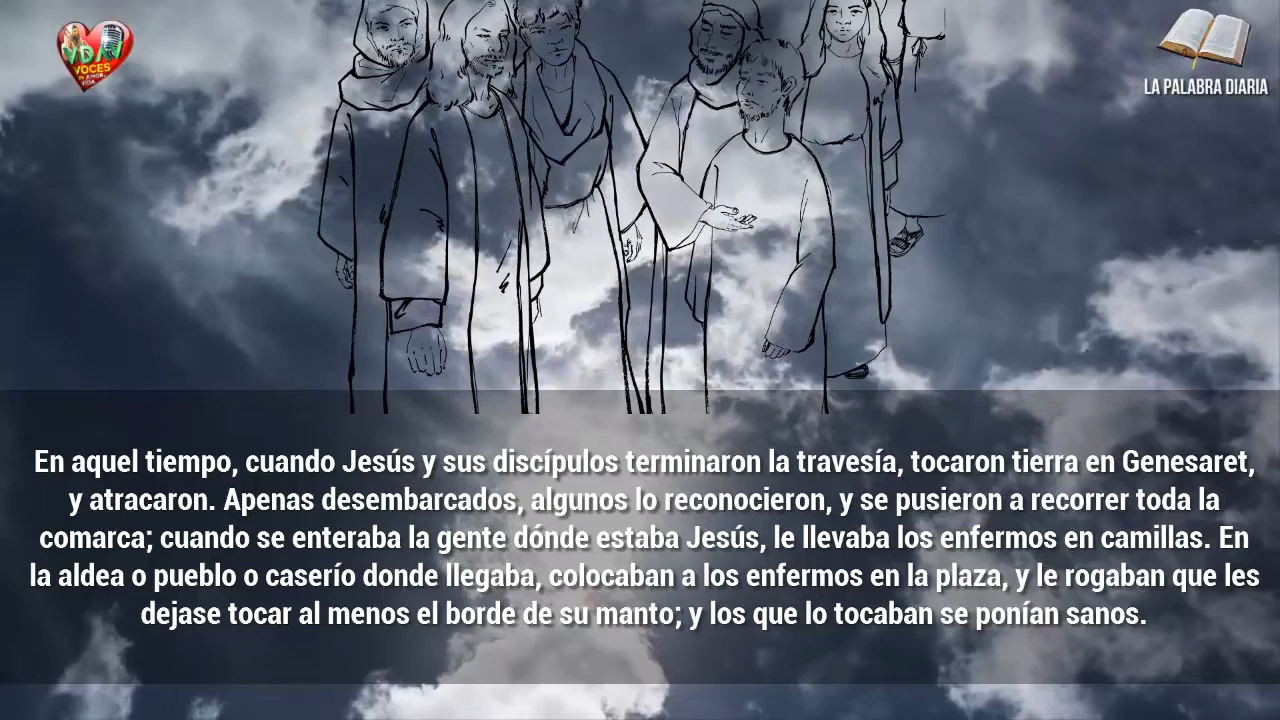 VDA
VOCES
LA PALABRA DIARIA
En aquel tiempo, cuando Jesús y sus discípulos terminaron la travesía, tocaron tierra en Genesaret,
y atracaron. Apenas desembarcados, algunos lo reconocieron, y se pusieron a recorrer toda la
comarca; cuando se enteraba la gente dónde estaba Jesús, le llevaba los enfermos en camillas. En
la aldea o pueblo o caserío donde llegaba, colocaban a los enfermos en la plaza, y le rogaban que les
dejase tocar al menos el borde de su manto; y los que lo tocaban se ponían sanos.